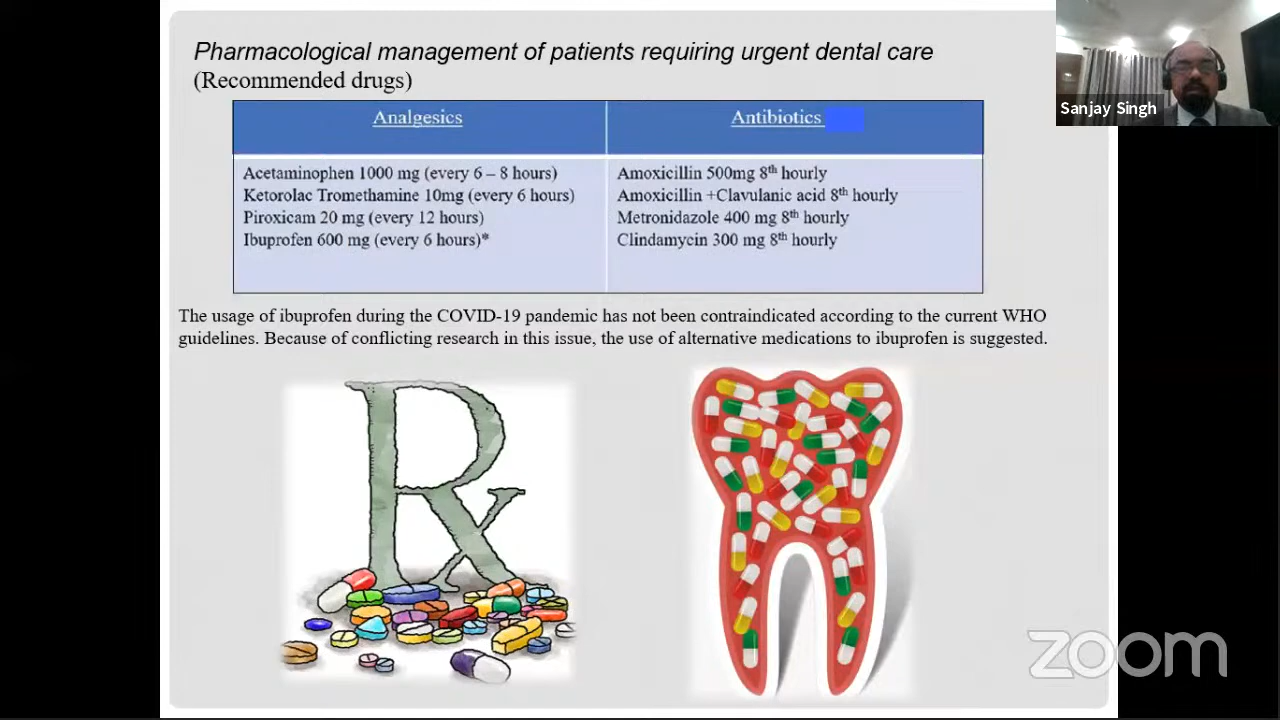 Pharmacological management of patients requiring urgent dental care
(Recommended drugs)
Analgesics
Antibiotics
Acetaminophen 1000 mg (every 6 – 8 hours)
Ketorolac Tromethamine 10mg (every 6 hours)
Piroxicam 20 mg (every 12 hours)
Ibuprofen 600 mg (every 6 hours)*
Amoxicillin 500mg 8th hourly
Amoxicillin +Clavulanic acid 8th hourly
Metronidazole 400 mg 8th hourly
Clindamycin 300 mg 8th hourly
The usage of ibuprofen during the COVID-19 pandemic has not been contraindicated according to the current WHO
guidelines. Because of conflicting research in this issue, the use of alternative medications to ibuprofen is suggested.
Rx
Sanjay Singh
zoom